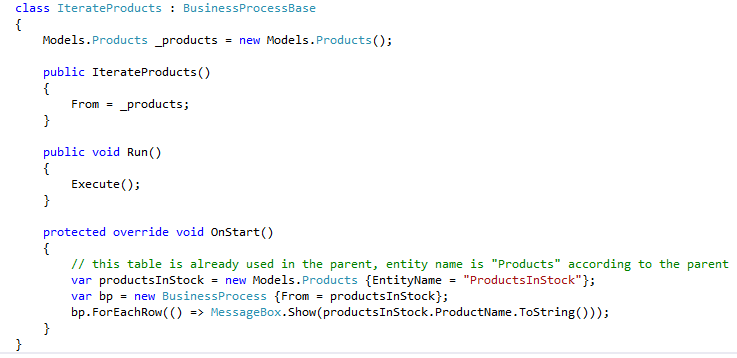 class IterateProducts : BusinessProcessBase
{
    Models.Products _products = new Models.Products();

    public IterateProducts()
    {
        From = _products;
    }

    public void Run()
    {
        Execute();
    }

    protected override void OnStart()
    {
        // this table is already used in the parent, entity name is "Products" according to the parent
        var productsInStock = new Models.Products {EntityName = "ProductsInStock"};
        var bp = new BusinessProcess {From = productsInStock};
        bp.ForEachRow(() => MessageBox.Show(productsInStock.ProductName.ToString()));
    }
}